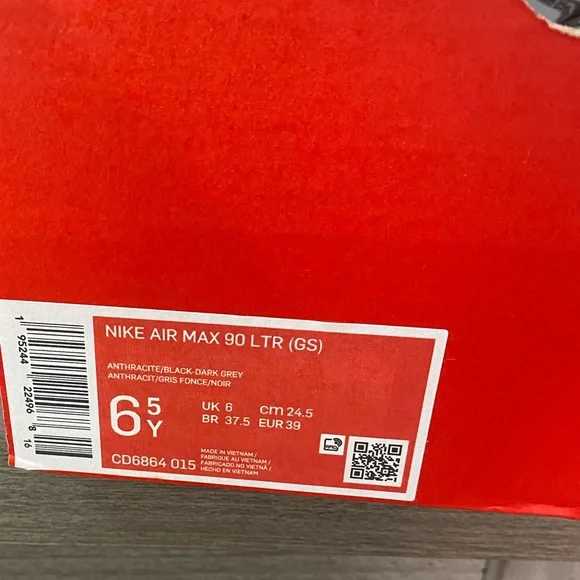 NIKE AIR MAX 90 LTR (GS)
ANTHRACITE/BLACK-DARK GREY
ANTHRACIT/GRIS FONCE/NOIR
6 5 Y
UK 6 cm 24.5
BR 37.5 EUR 39
CD6864 015
MADE IN VIETNAM /
FABRIQUE AU VIETNAM /
FABRICADO NO VIETNÃ /
HECHO EN VIETNAM
1 95244 22496 8 16